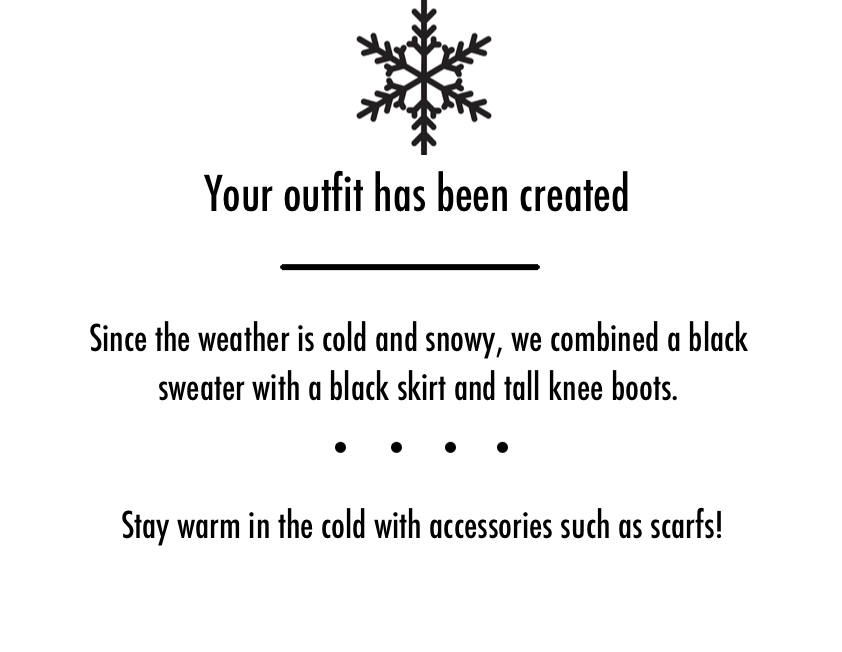 Your outfit has been created
Since the weather is cold and snowy, we combined a black
sweater with a black skirt and tall knee boots.
Stay warm in the cold with accessories such as scarfs!